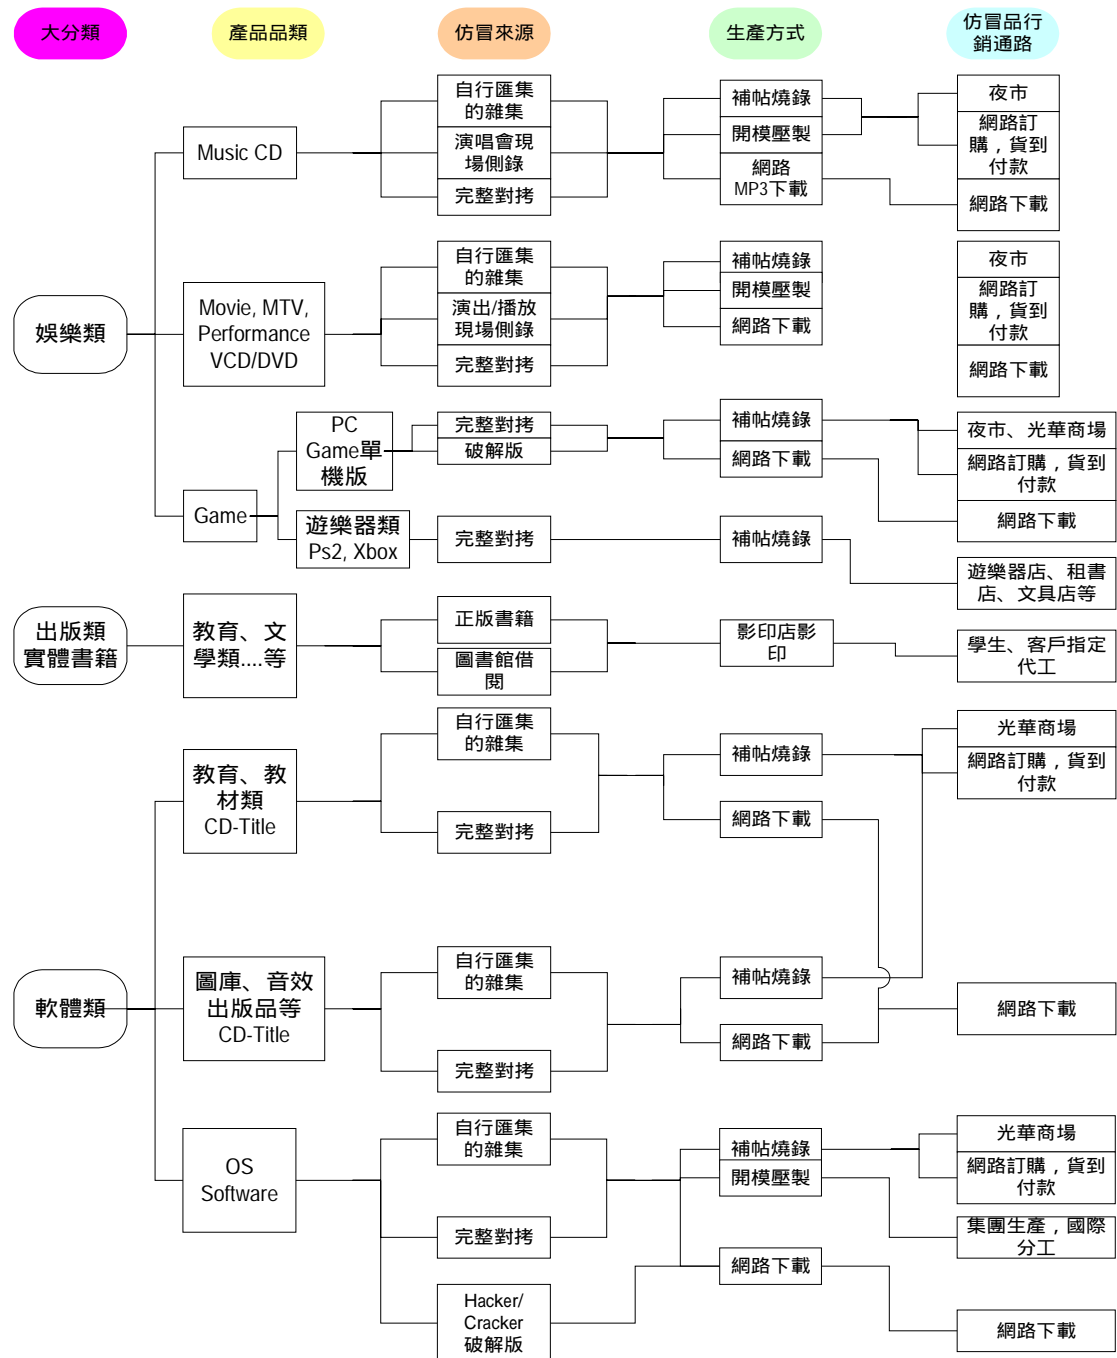 大分類
產品品類
仿冒來源
生產方式
仿冒品行
銷通路
娛樂類
Music CD
自行匯集
的雜集
演唱會現
場側錄
完整對拷
補帖燒錄
開模壓製
網路
MP3下載
夜市
網路訂
購，貨到
付款
網路下載
Movie, MTV,
Performance
VCD/DVD
自行匯集
的雜集
演出/播放
現場側錄
完整對拷
補帖燒錄
開模壓製
網路下載
夜市
網路訂
購，貨到
付款
網路下載
Game
PC
Game單
機版
完整對拷
破解版
補帖燒錄
網路下載
夜市、光華商場
網路訂購，貨到
付款
網路下載
遊樂器類
Ps2, Xbox
完整對拷
補帖燒錄
遊樂器店、租書
店、文具店等
出版類
實體書籍
教育、文
學類....等
正版書籍
圖書館借
閱
影印店影
印
學生、客戶指定
代工
軟體類
教育、教
材類
CD-Title
自行匯集
的雜集
完整對拷
補帖燒錄
網路下載
光華商場
網路訂購，貨到
付款
圖庫、音效
出版品等
CD-Title
自行匯集
的雜集
完整對拷
補帖燒錄
網路下載
網路下載
OS
Software
自行匯集
的雜集
完整對拷
Hacker/
Cracker
破解版
補帖燒錄
開模壓製
網路下載
光華商場
網路訂購，貨到
付款
集團生產，國際
分工
網路下載